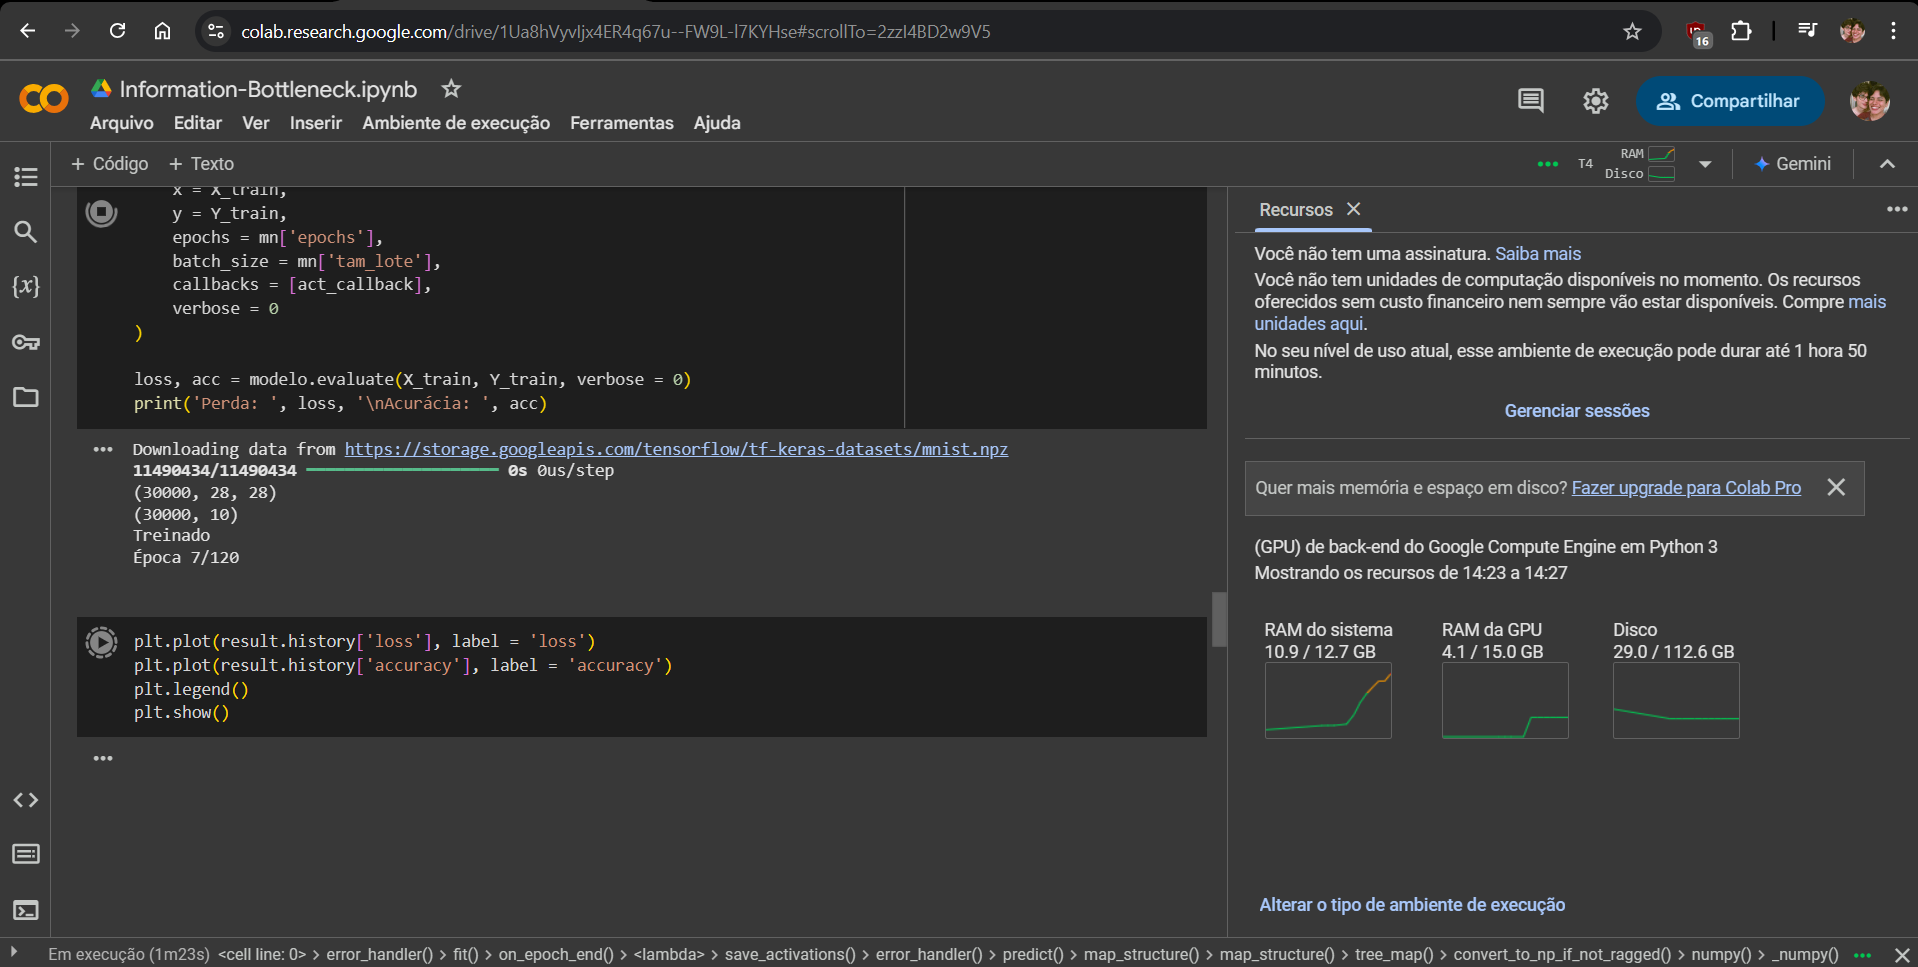 colab.research.google.com/drive/1Ua8hVyvIjx4ER4q67u--FW9L-l7KYHse#scrollTo=2zzI4BD2w9V5
16
Information-Bottleneck.ipynb
Compartilhar
Arquivo Editar Ver Inserir Ambiente de execução Ferramentas Ajuda
+ Código + Texto
T4
RAM
Disco
Gemini
x = X_train,
y = Y_train,
epochs = mn['epochs'],
batch_size = mn['tam_lote'],
callbacks = [act_callback],
verbose = 0
)
loss, acc = modelo.evaluate(X_train, Y_train, verbose = 0)
print('Perda: ', loss, '\nAcurácia: ', acc)
Downloading data from https://storage.googleapis.com/tensorflow/tf-keras-datasets/mnist.npz
11490434/11490434 0s 0us/step
(30000, 28, 28)
(30000, 10)
Treinado
Época 7/120
plt.plot(result.history['loss'], label = 'loss')
plt.plot(result.history['accuracy'], label = 'accuracy')
plt.legend()
plt.show()
Recursos
Você não tem uma assinatura. Saiba mais
Você não tem unidades de computação disponíveis no momento. Os recursos
oferecidos sem custo financeiro nem sempre vão estar disponíveis. Compre mais
unidades aqui.
No seu nível de uso atual, esse ambiente de execução pode durar até 1 hora 50
minutos.
Gerenciar sessões
Quer mais memória e espaço em disco? Fazer upgrade para Colab Pro
(GPU) de back-end do Google Compute Engine em Python 3
Mostrando os recursos de 14:23 a 14:27
RAM do sistema
10.9 / 12.7 GB
RAM da GPU
4.1 / 15.0 GB
Disco
29.0 / 112.6 GB
Alterar o tipo de ambiente de execução
Em execução (1m23s) <cell line: 0> > error_handler() > fit() > on_epoch_end() > <lambda> > save_activations() > error_handler() > predict() > map_structure() > map_structure() > tree_map() > convert_to_np_if_not_ragged() > numpy() > _numpy()